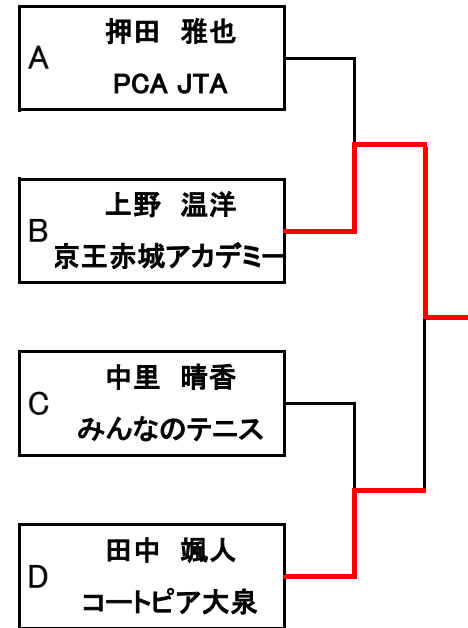 A
押田 雅也
PCA JTA
B
上野 温洋
京王赤城アカデミー
C
中里 晴香
みんなのテニス
D
田中 颯人
コートピア大泉